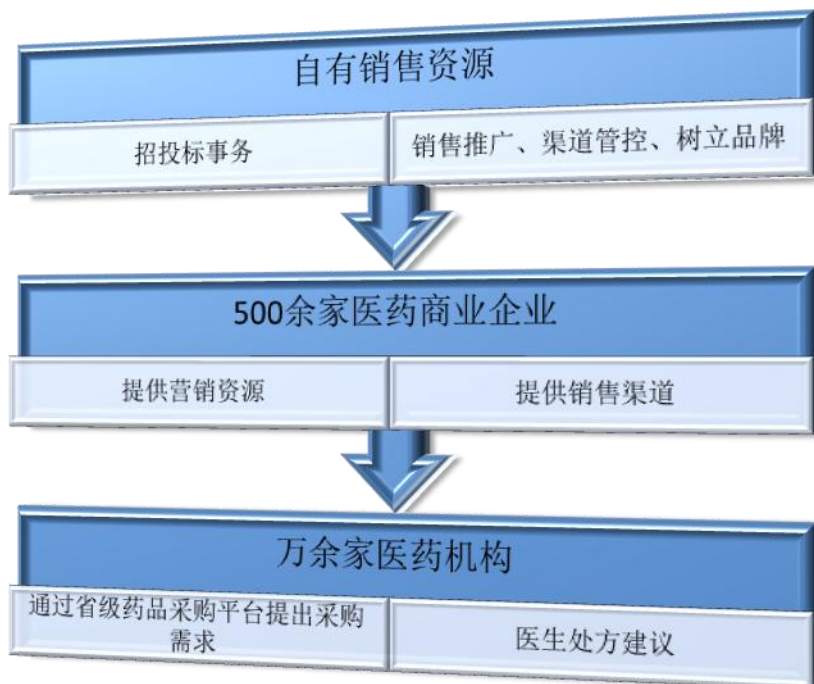 自有销售资源
招投标事务
销售推广、渠道管控、树立品牌
500余家医药商业企业
提供营销资源
提供销售渠道
万余家医药机构
通过省级药品采购平台提出采购
需求
医生处方建议